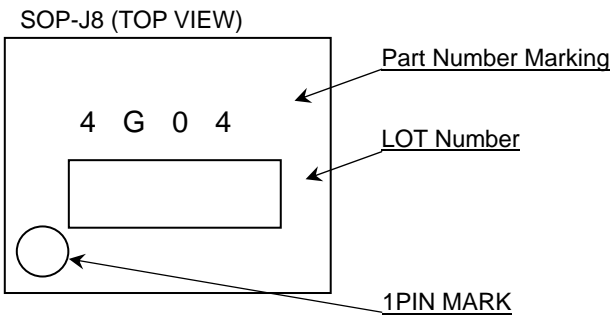 SOP-J8 (TOP VIEW)
Part Number Marking
4 G 0 4
LOT Number
1PIN MARK